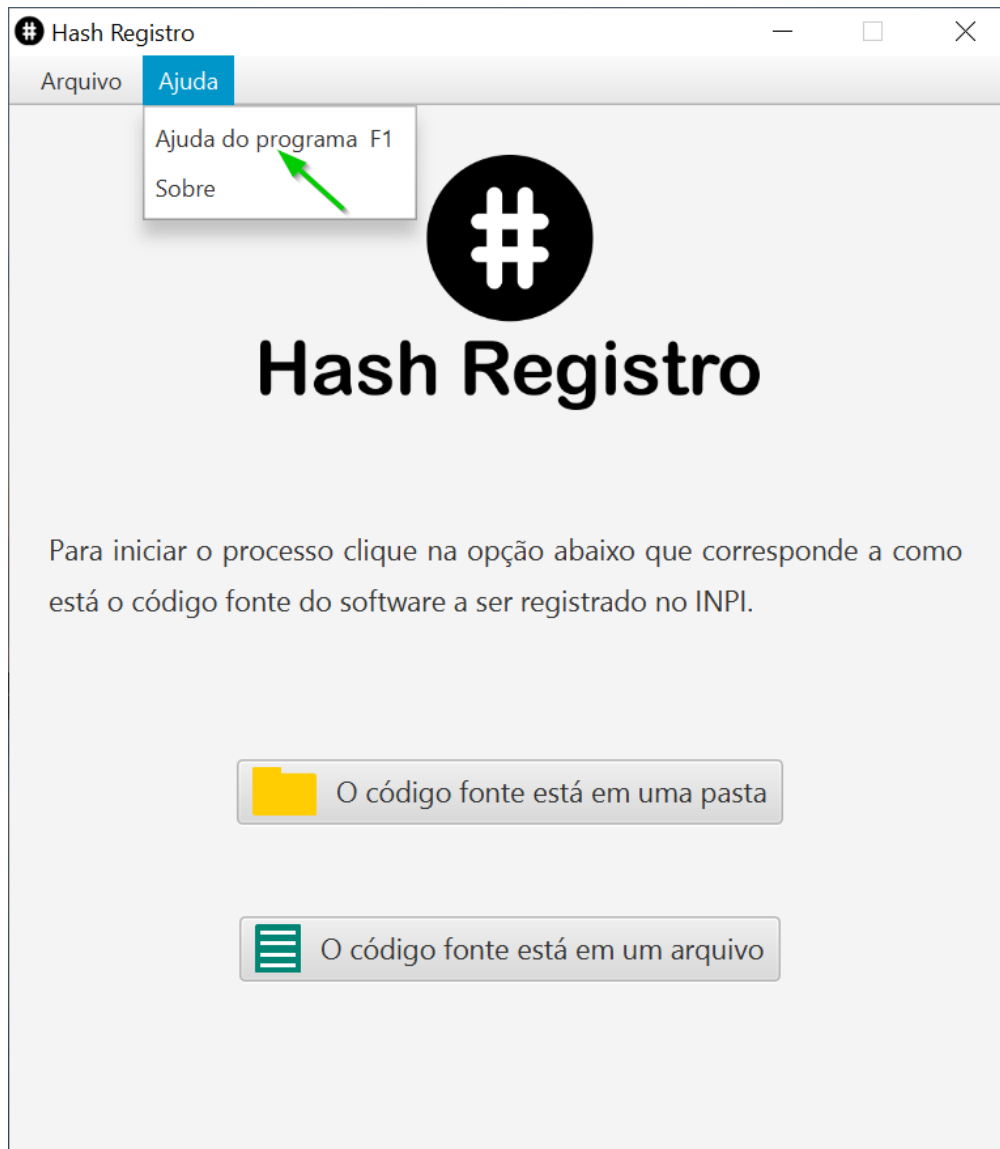 Hash Registro
Arquivo Ajuda
Ajuda do programa F1
Sobre
#
Hash Registro
Para iniciar o processo clique na opção abaixo que corresponde a como
está o código fonte do software a ser registrado no INPI.
O código fonte está em uma pasta
O código fonte está em um arquivo